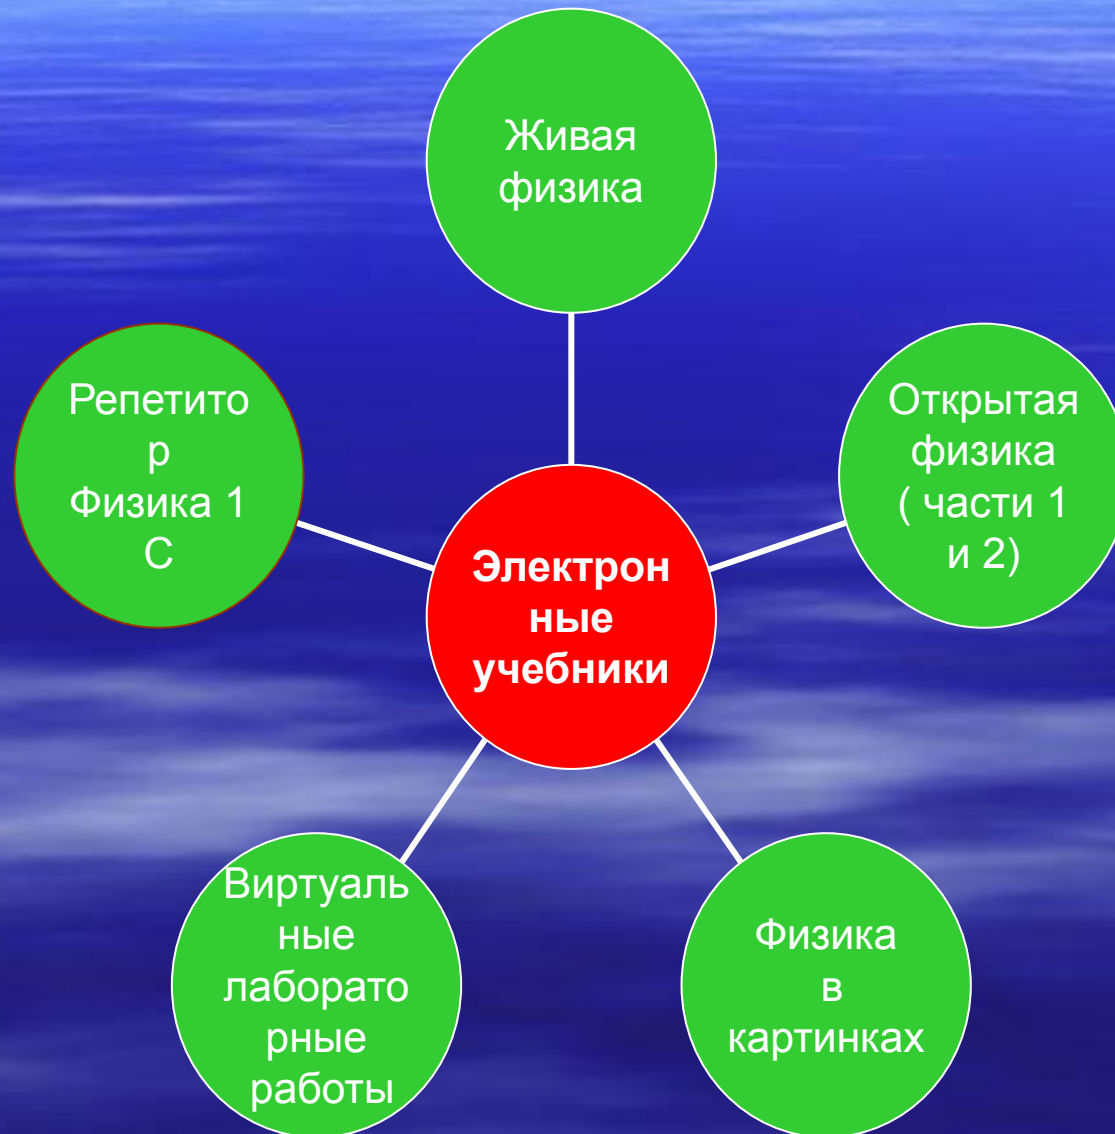 Живая
физика
Репетито
р
Физика 1
С
Открытая
физика
( части 1
и 2)
Электрон
ные
учебники
Виртуаль
ные
лаборато
рные
работы
Физика
в
картинках